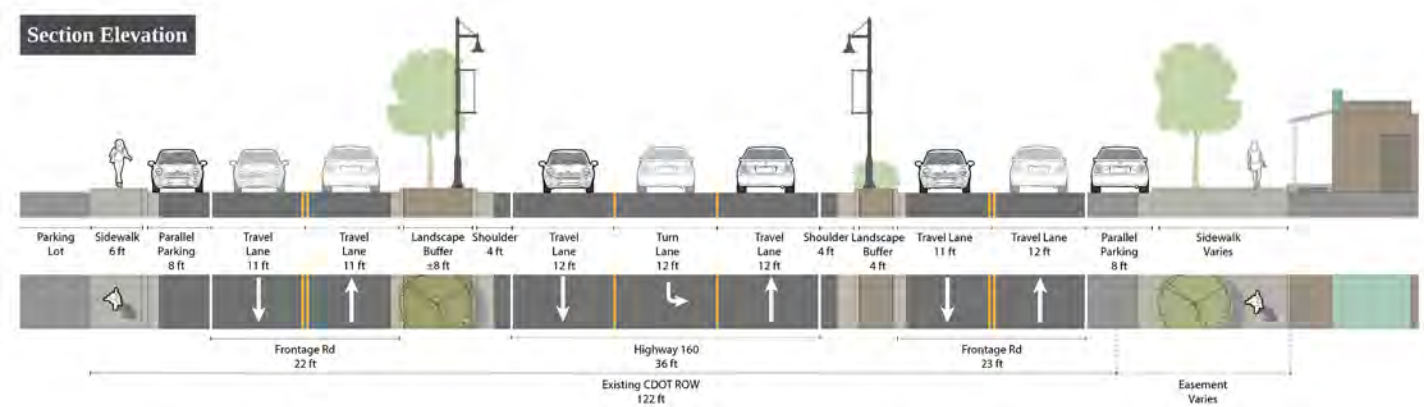 Section Elevation
Parking
Lot
Sidewalk
6 ft
Parallel
Parking
8 ft
Travel
Lane
11 ft
Travel
Lane
11 ft
Landscape
Buffer
±8 ft
Shoulder
4 ft
Travel
Lane
12 ft
Turn
Lane
12 ft
Travel
Lane
12 ft
Shoulder
4 ft
Landscape
Buffer
4 ft
Travel Lane
11 ft
Travel Lane
12 ft
Parallel
Parking
8 ft
Sidewalk
Varies
Frontage Rd
22 ft
Highway 160
36 ft
Frontage Rd
23 ft
Existing CDOT ROW
122 ft
Easement
Varies